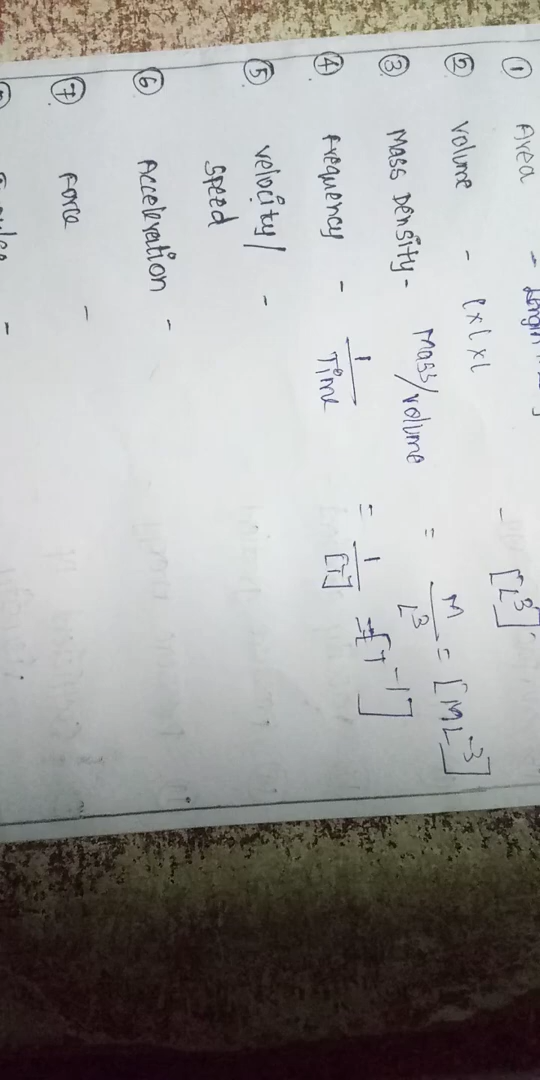 ① Area - Length
② Volume - l×l×l - [L³].
③ Mass Density - Mass/volume = M/L³ = [ML⁻³]
④ Frequency - 1/Time = 1/[T] = [T⁻¹]
⑤ Velocity/ -
Speed
⑥ Acceleration -
⑦ Force -